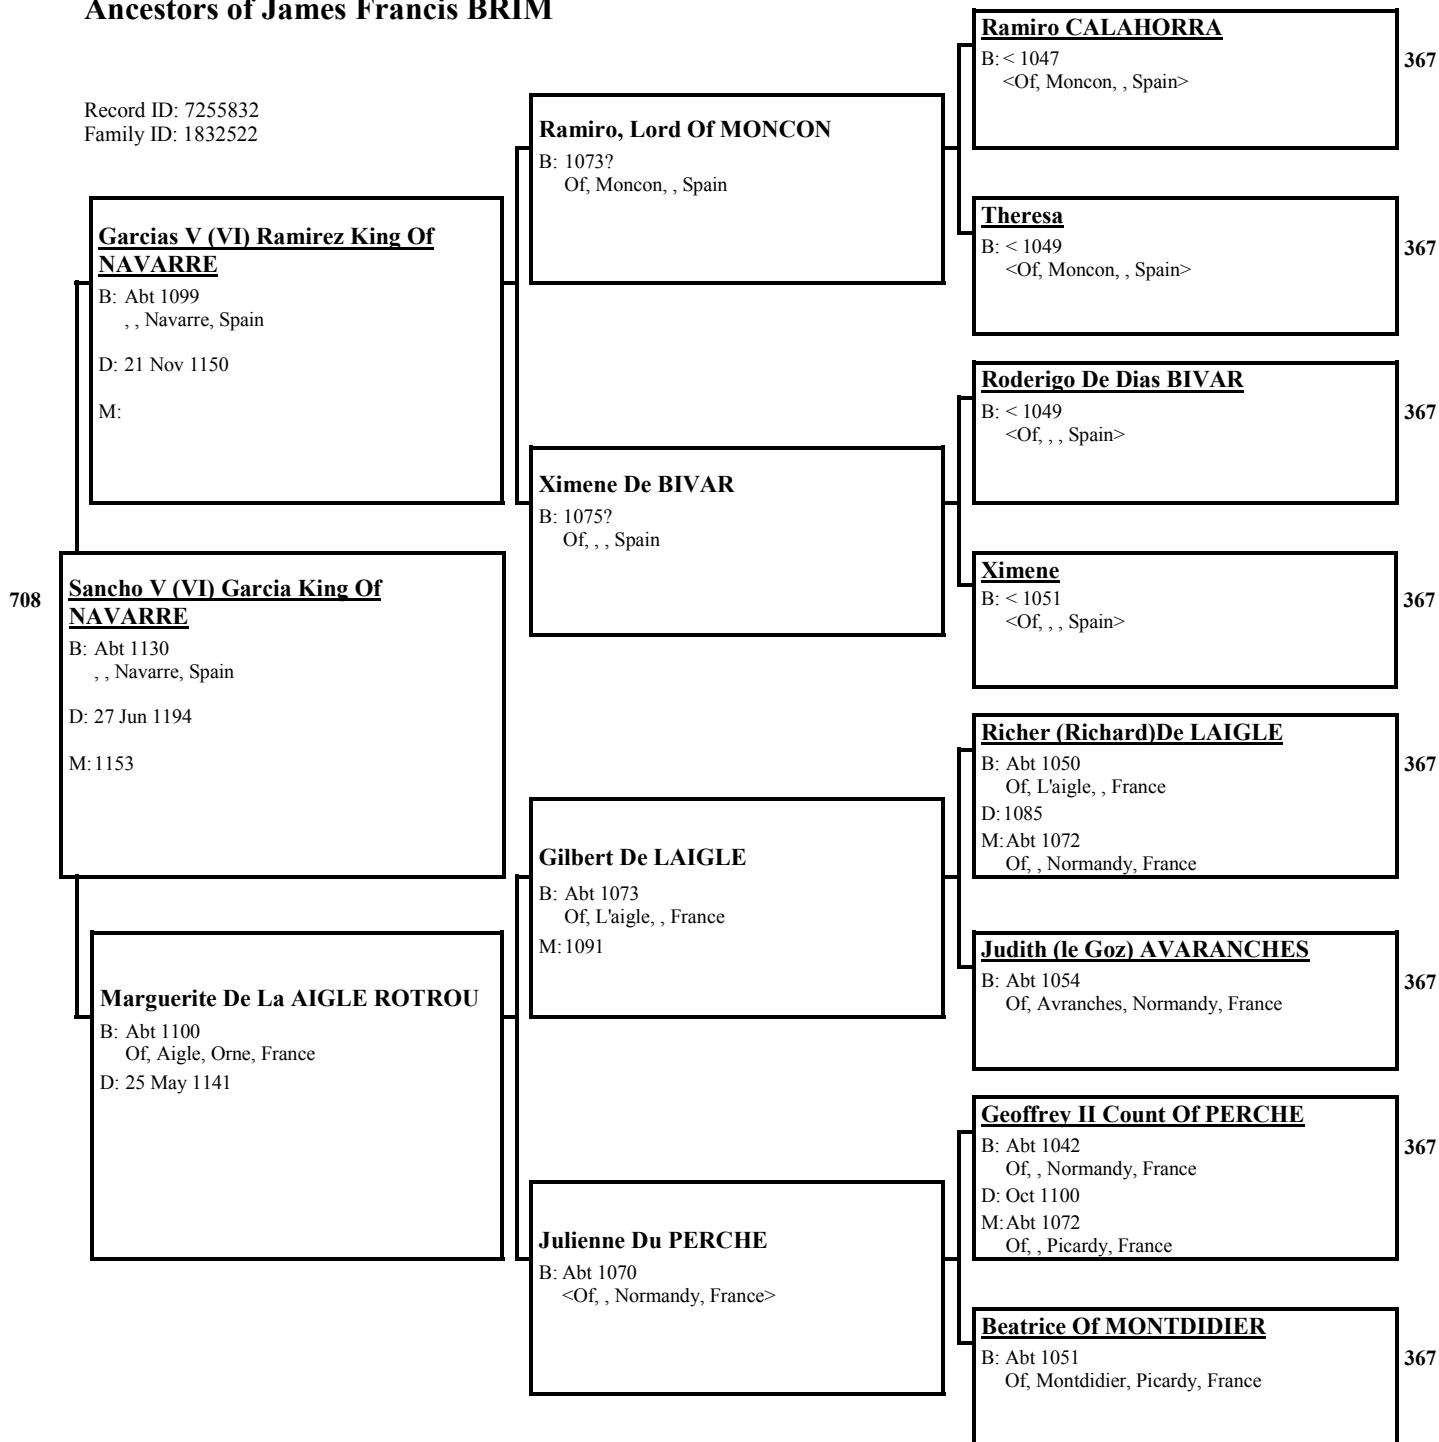 Ancestors of James Francis BRIM
Record ID: 7255832
Family ID: 1832522
708
Sancho V (VI) Garcia King Of
NAVARRE
B: Abt 1130
, , Navarre, Spain
D: 27 Jun 1194
M: 1153
Garcias V (VI) Ramirez King Of
NAVARRE
B: Abt 1099
, , Navarre, Spain
D: 21 Nov 1150
M:
Marguerite De La AIGLE ROTROU
B: Abt 1100
Of, Aigle, Orne, France
D: 25 May 1141
Ramiro, Lord Of MONCON
B: 1073?
Of, Moncon, , Spain
Ximene De BIVAR
B: 1075?
Of, , , Spain
Gilbert De LAIGLE
B: Abt 1073
Of, L'aigle, , France
M: 1091
Julienne Du PERCHE
B: Abt 1070
<Of, , Normandy, France>
Ramiro CALAHORRA
B: < 1047
<Of, Moncon, , Spain>
367
Theresa
B: < 1049
<Of, Moncon, , Spain>
367
Roderigo De Dias BIVAR
B: < 1049
<Of, , , Spain>
367
Ximene
B: < 1051
<Of, , , Spain>
367
Richer (Richard)De LAIGLE
B: Abt 1050
Of, L'aigle, , France
D: 1085
M: Abt 1072
Of, , Normandy, France
367
Judith (le Goz) AVARANCHES
B: Abt 1054
Of, Avranches, Normandy, France
367
Geoffrey II Count Of PERCHE
B: Abt 1042
Of, , Normandy, France
D: Oct 1100
M: Abt 1072
Of, , Picardy, France
367
Beatrice Of MONTDIDIER
B: Abt 1051
Of, Montdidier, Picardy, France
367